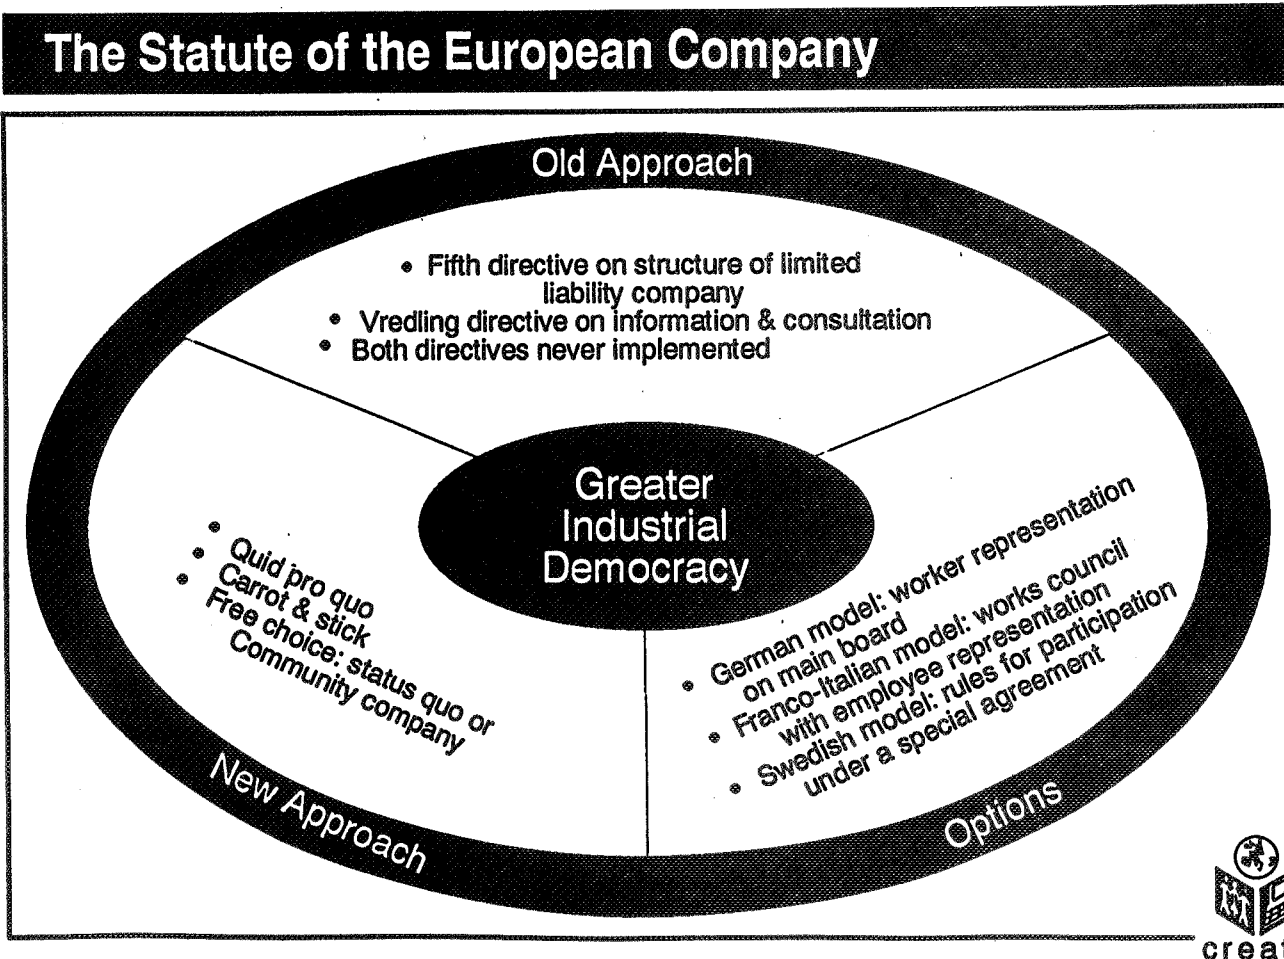 The Statute of the European Company
Old Approach
• Fifth directive on structure of limited
liability company
• Vredling directive on information & consultation
• Both directives never implemented
Greater
Industrial
Democracy
• Quid pro quo
• Carrot & stick
• Free choice: status quo or
Community company
New Approach
• German model: worker representation
on main board
• Franco-Italian model: works council
with employee representation
• Swedish model: rules for participation
under a special agreement
Options